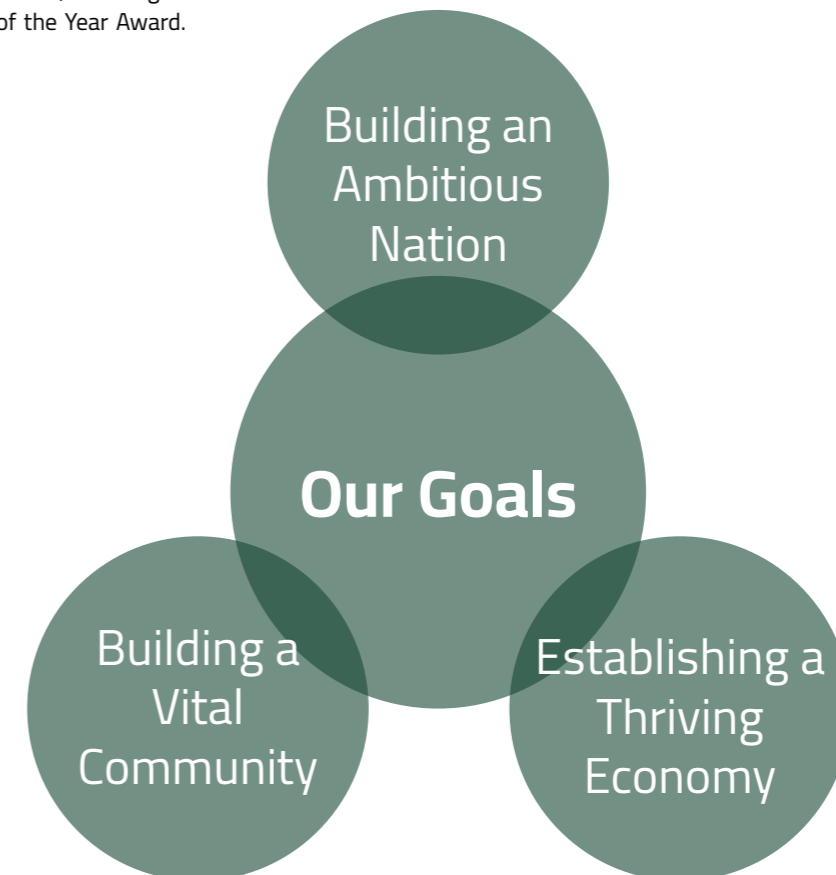 of the Year Award.
Building an
Ambitious
Nation
Our Goals
Building a
Vital
Community
Establishing a
Thriving
Economy